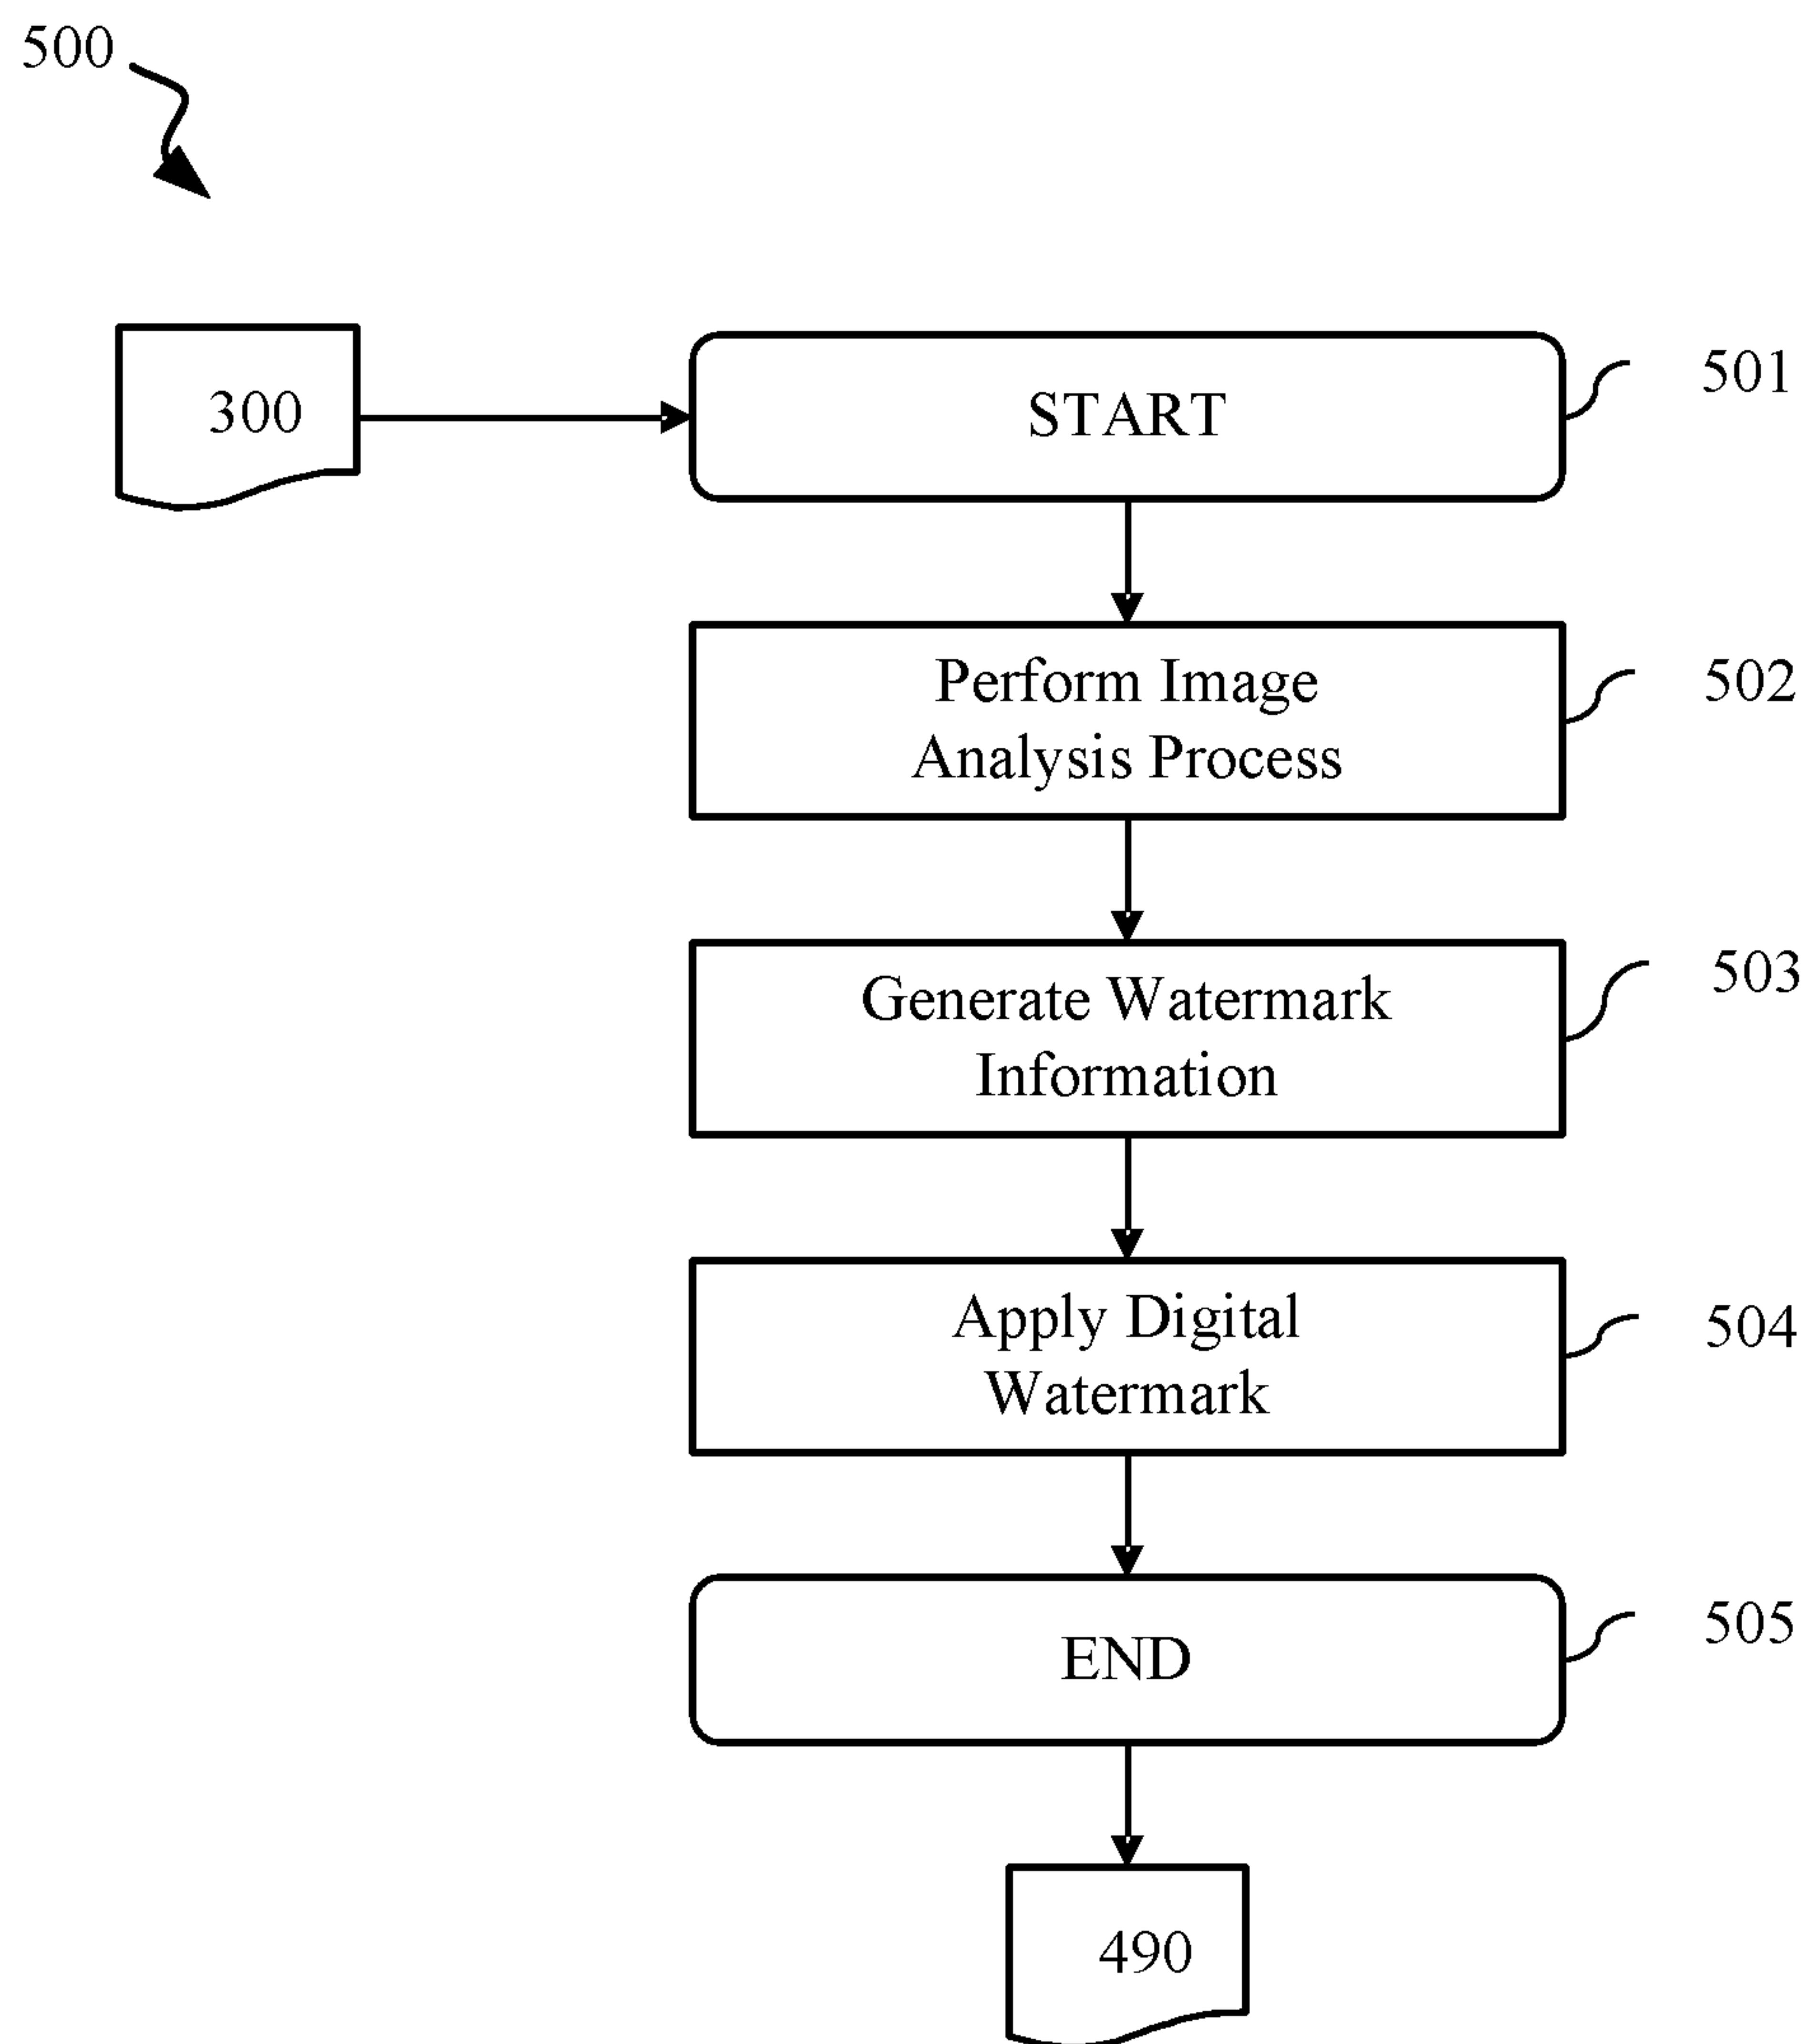 500
300
START
501
Perform Image
Analysis Process
502
Generate Watermark
Information
503
Apply Digital
Watermark
504
END
505
490